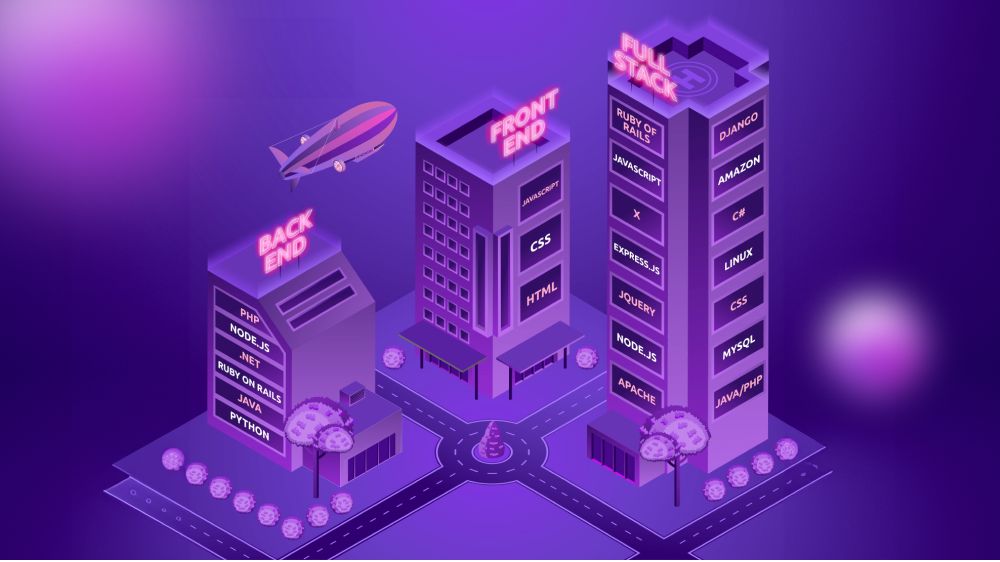 BACK
END
PHP
NODE.JS
.NET
RUBY ON RAILS
JAVA
PYTHON
FRONT
END
JAVASCRIPT
CSS
HTML
FULL
STACK
RUBY OF
RAILS
JAVASCRIPT
X
EXPRESS.JS
JQUERY
NODE.JS
APACHE
DJANGO
AMAZON
C#
LINUX
CSS
MYSQL
JAVA/PHP
H